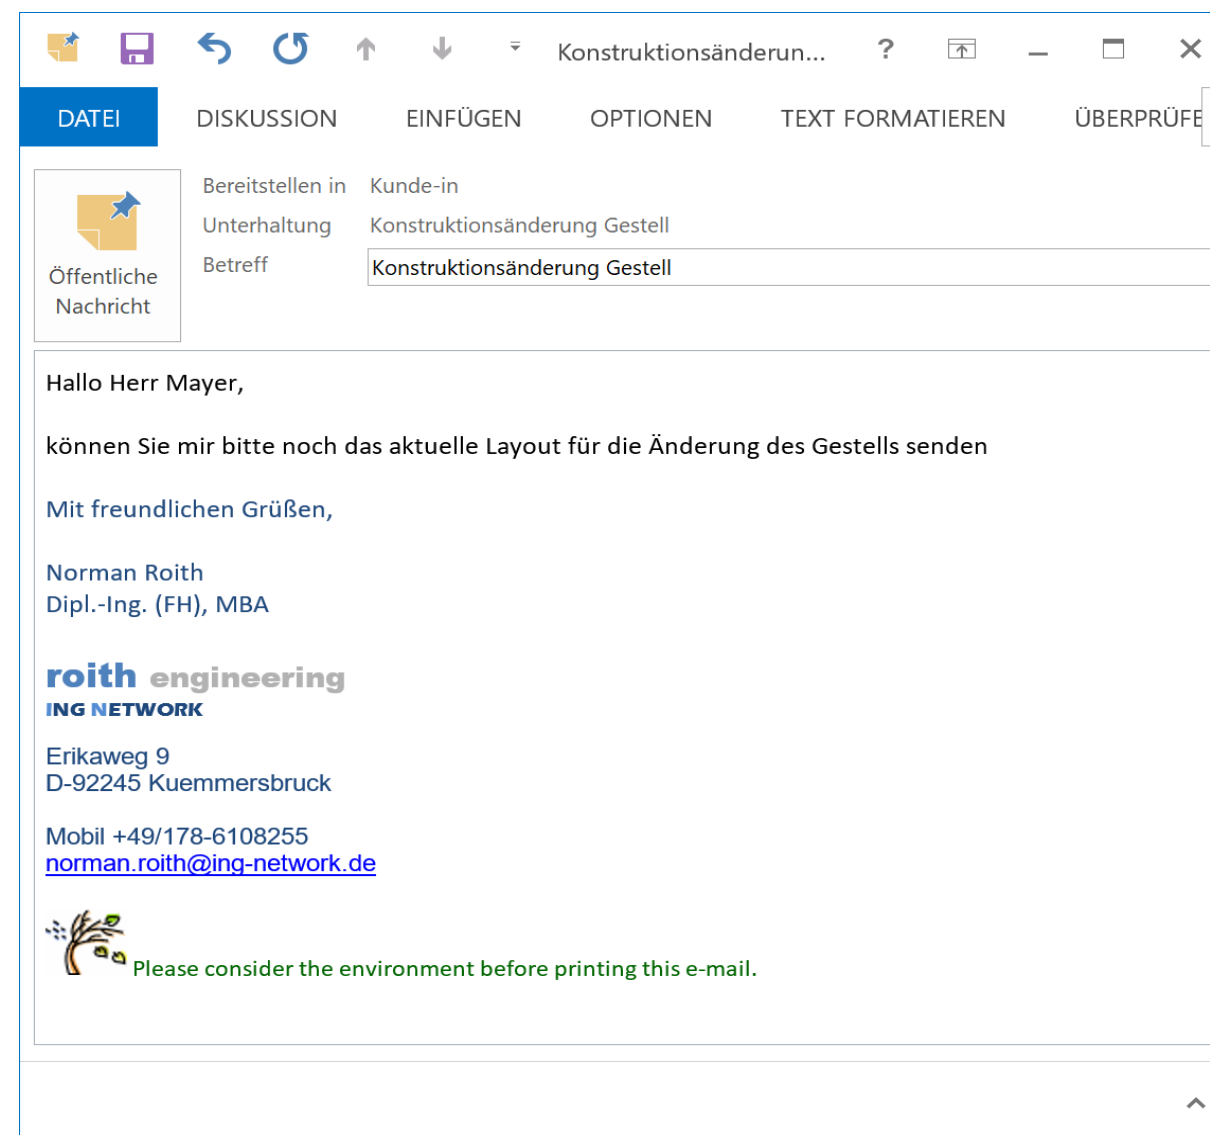 Konstruktionsänderun...
?
DATEI DISKUSSION EINFÜGEN OPTIONEN TEXT FORMATIEREN ÜBERPRÜFE
Öffentliche
Nachricht
Bereitstellen in Kunde-in
Unterhaltung Konstruktionsänderung Gestell
Betreff Konstruktionsänderung Gestell
Hallo Herr Mayer,
können Sie mir bitte noch das aktuelle Layout für die Änderung des Gestells senden
Mit freundlichen Grüßen,
Norman Roith
Dipl.-Ing. (FH), MBA
roith engineering
ING NETWORK
Erikaweg 9
D-92245 Kuemmersbruck
Mobil +49/178-6108255
norman.roith@ing-network.de
Please consider the environment before printing this e-mail.